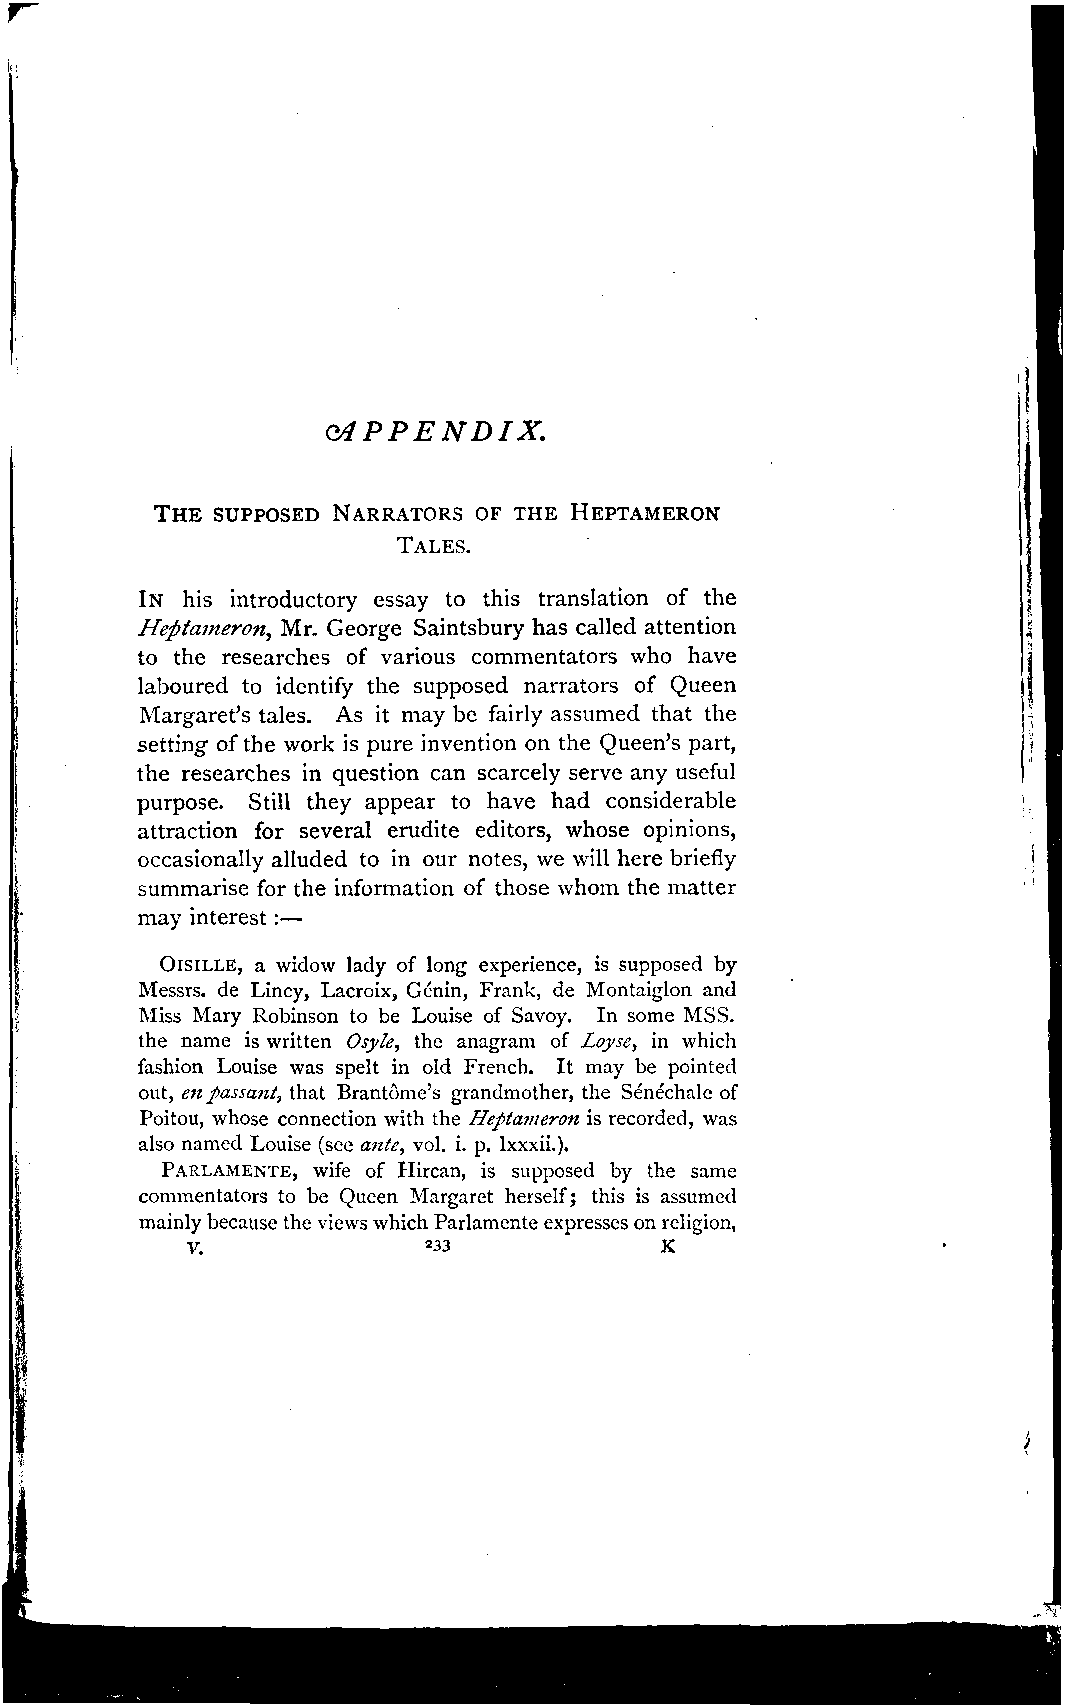 APPENDIX.
THE SUPPOSED NARRATORS OF THE HEPTAMERON
TALES.
IN his introductory essay to this translation of the
Heptameron, Mr. George Saintsbury has called attention
to the researches of various commentators who have
laboured to identify the supposed narrators of Queen
Margaret's tales. As it may be fairly assumed that the
setting of the work is pure invention on the Queen's part,
the researches in question can scarcely serve any useful
purpose. Still they appear to have had considerable
attraction for several erudite editors, whose opinions,
occasionally alluded to in our notes, we will here briefly
summarise for the information of those whom the matter
may interest :—
OISILLE, a widow lady of long experience, is supposed by
Messrs. de Lincy, Lacroix, Génin, Frank, de Montaiglon and
Miss Mary Robinson to be Louise of Savoy. In some MSS.
the name is written Osyle, the anagram of Loyse, in which
fashion Louise was spelt in old French. It may be pointed
out, en passant, that Brantôme's grandmother, the Sénéchale of
Poitou, whose connection with the Heptameron is recorded, was
also named Louise (see ante, vol. i. p. lxxxii.).
PARLAMENTE, wife of Hircan, is supposed by the same
commentators to be Queen Margaret herself; this is assumed
mainly because the views which Parlamente expresses on religion,
V. 233 K